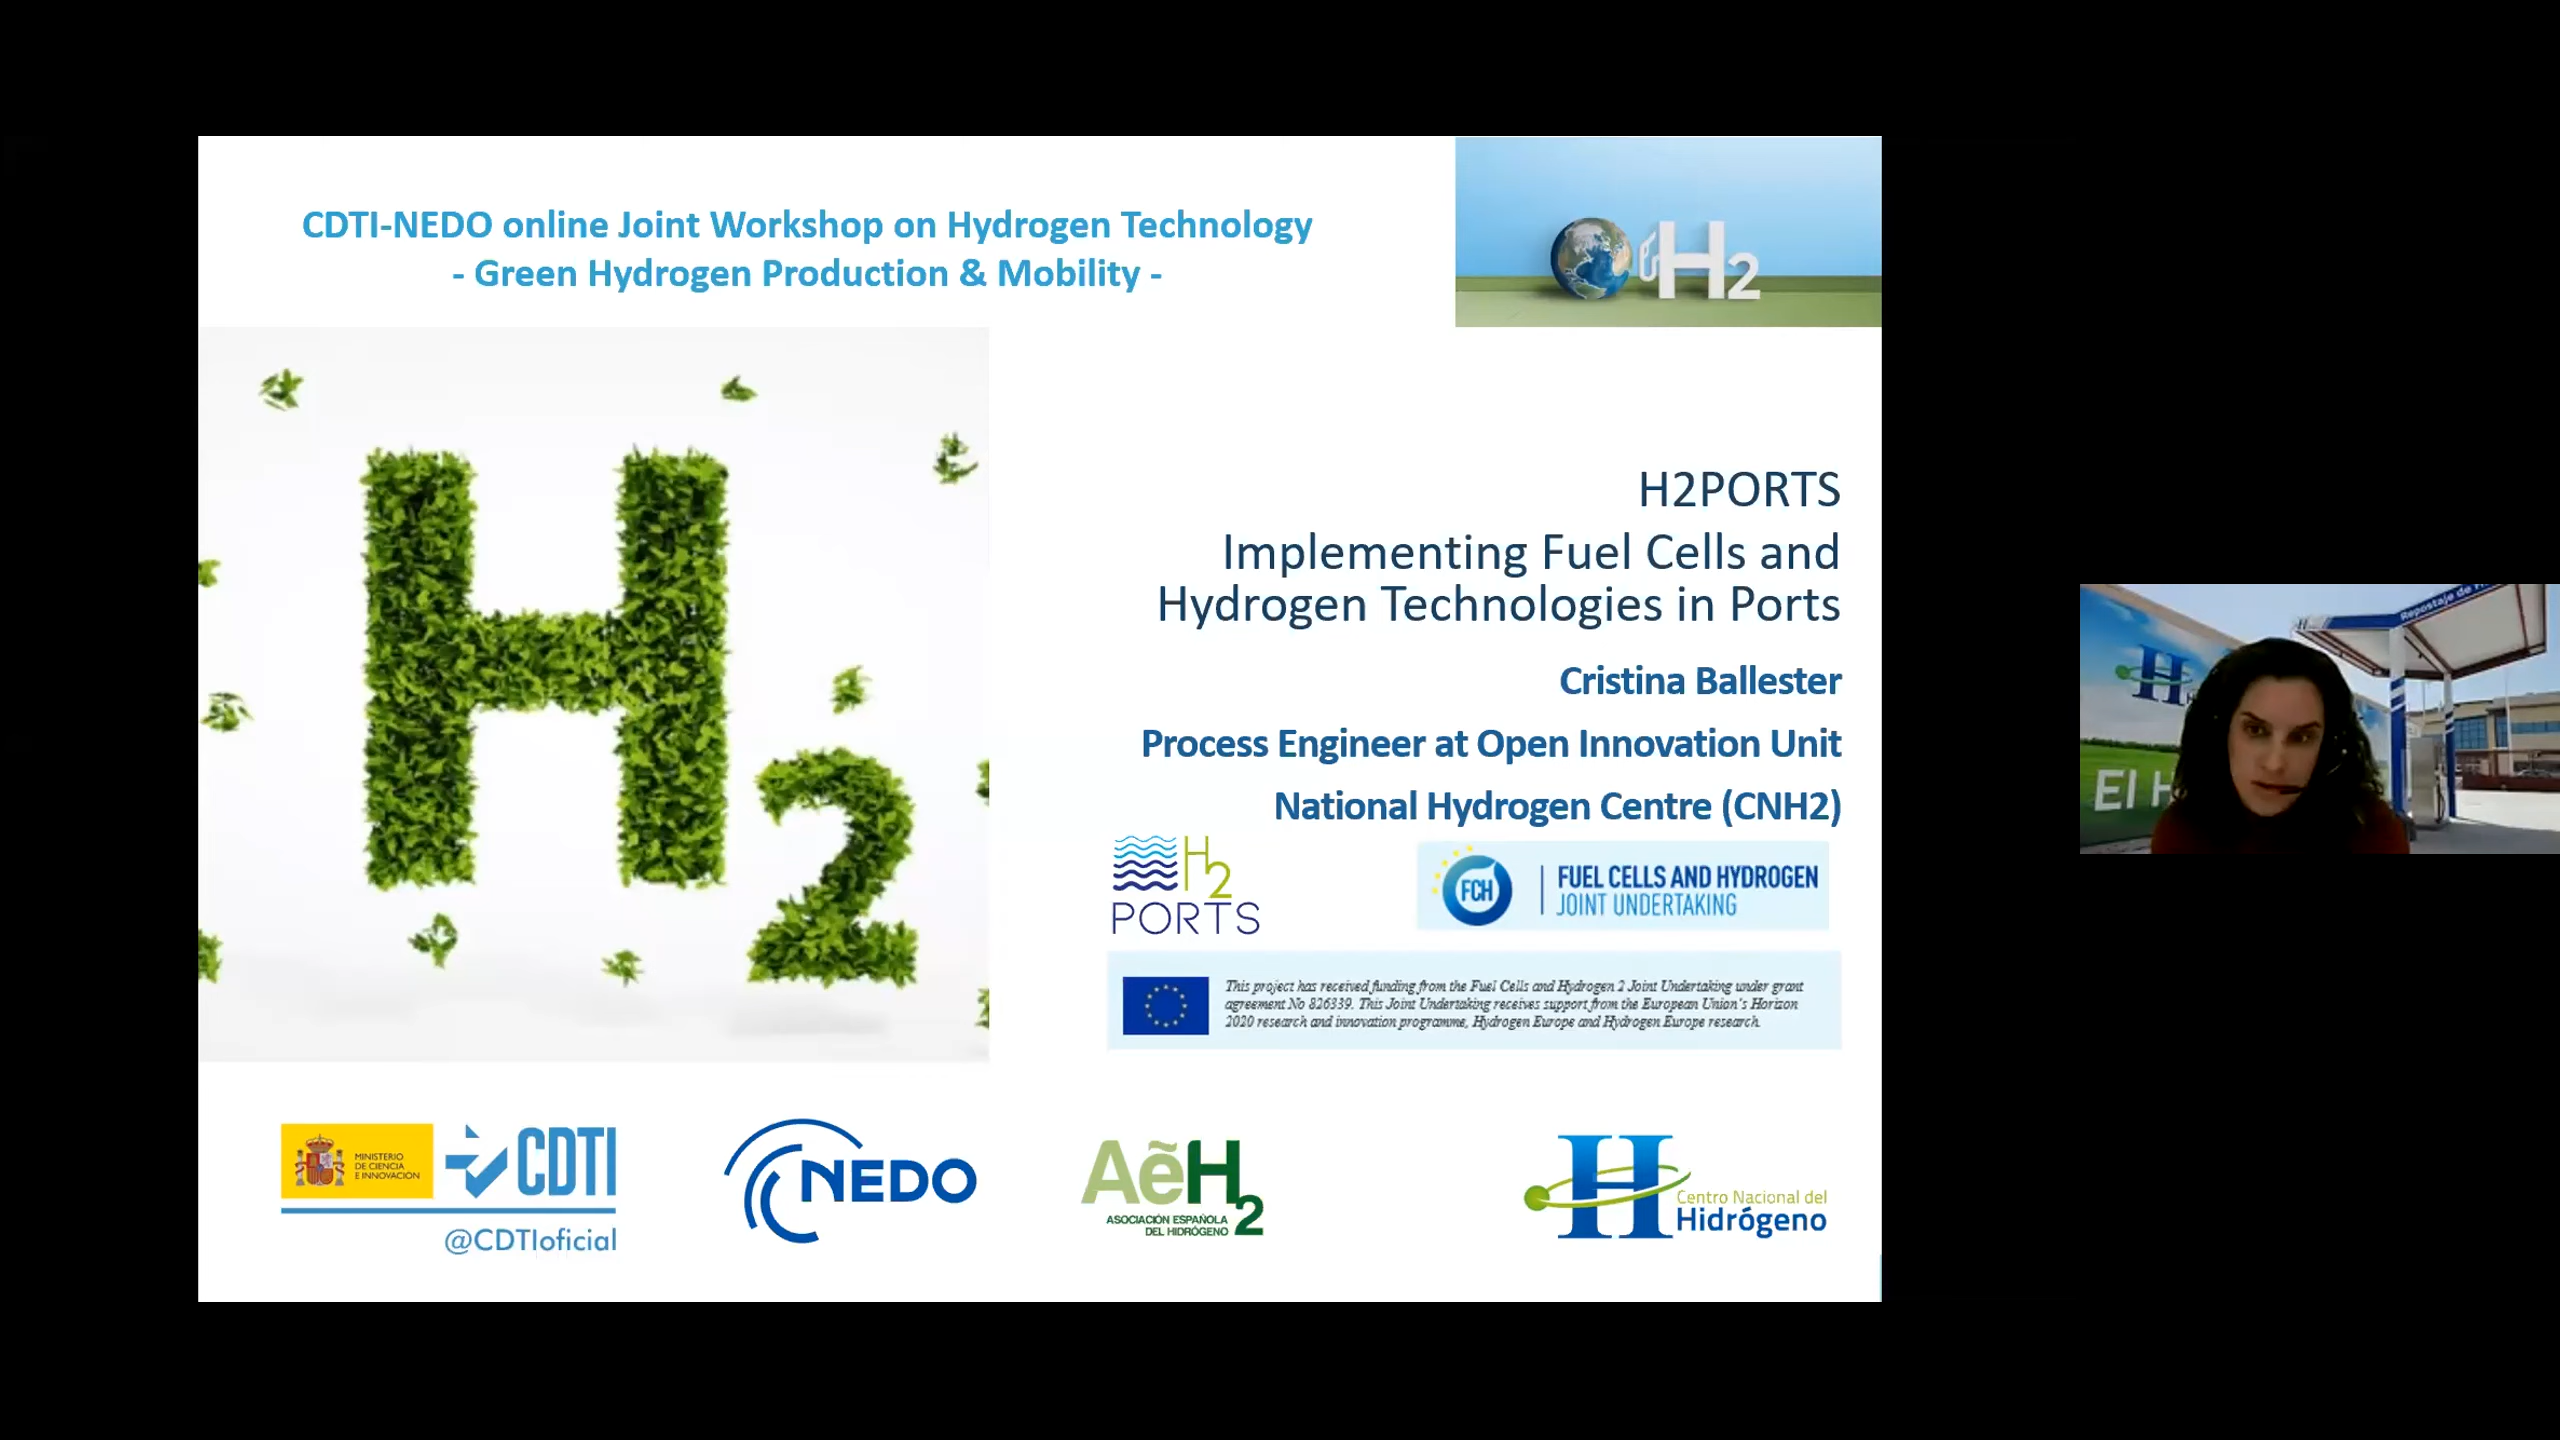 CDTI-NEDO online Joint Workshop on Hydrogen Technology
- Green Hydrogen Production & Mobility -
H2
H2
H2PORTS
Implementing Fuel Cells and
Hydrogen Technologies in Ports
Cristina Ballester
Process Engineer at Open Innovation Unit
National Hydrogen Centre (CNH2)
H2
PORTS
FCH
FUEL CELLS AND HYDROGEN
JOINT UNDERTAKING
This project has received funding from the Fuel Cells and Hydrogen 2 Joint Undertaking under grant
agreement No 826339. This Joint Undertaking receives support from the European Union's Horizon
2020 research and innovation programme, Hydrogen Europe and Hydrogen Europe research.
MINISTERIO
DE CIENCIA
E INNOVACIÓN
CDTI
@CDTIoficial
NEDO
AẽH2
ASOCIACIÓN ESPAÑOLA
DEL HIDRÓGENO
H
Centro Nacional del
Hidrógeno
Repostaje de
H
El H